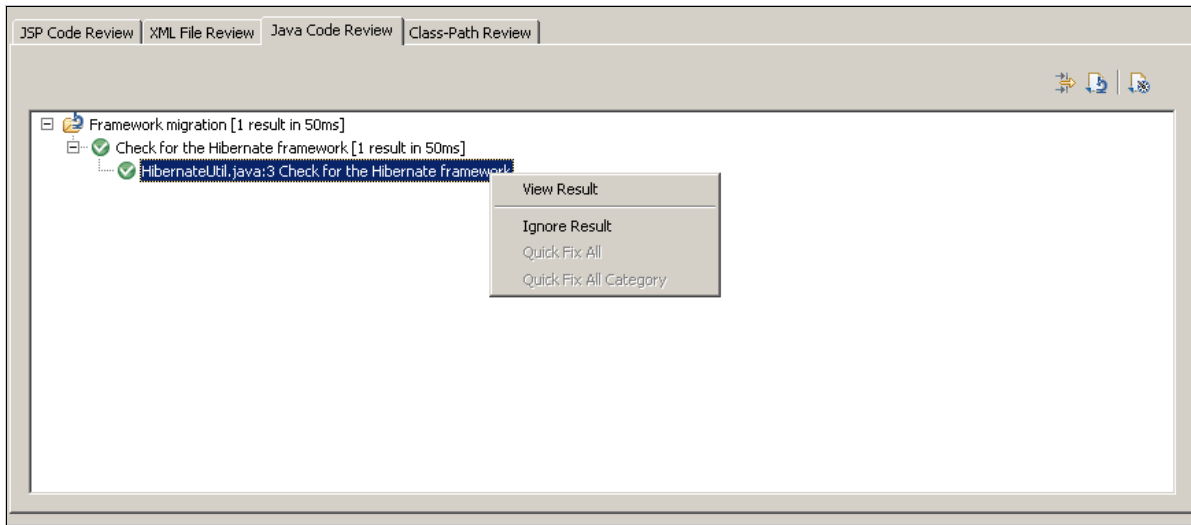 JSP Code Review XML File Review Java Code Review Class-Path Review
Framework migration [1 result in 50ms]
Check for the Hibernate framework [1 result in 50ms]
HibernateUtil.java:3 Check for the Hibernate framework
View Result
Ignore Result
Quick Fix All
Quick Fix All Category